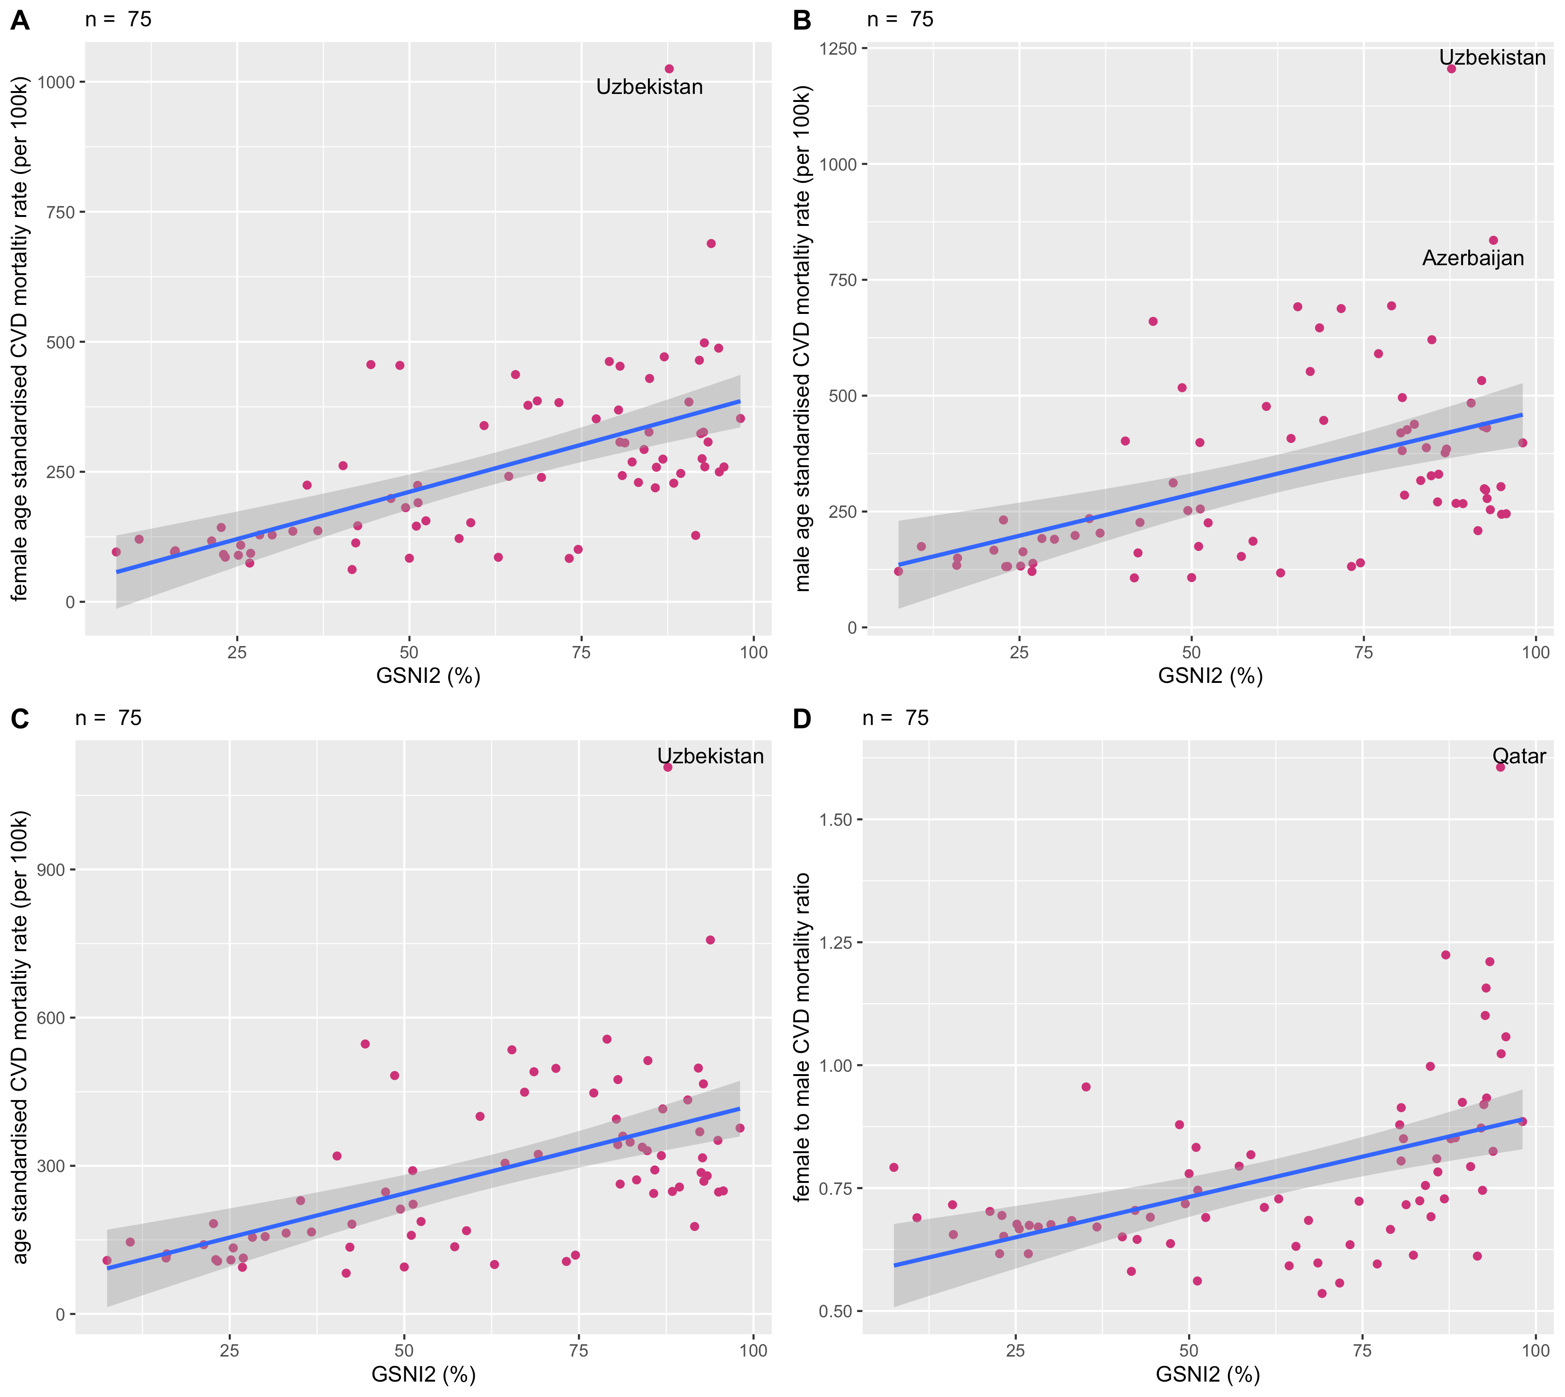 A
n = 75
female age standardised CVD mortaltiy rate (per 100k)
1000
750
500
250
0
Uzbekistan
25 50 75 100
GSNI2 (%)
B
n = 75
male age standardised CVD mortaltiy rate (per 100k)
1250
1000
750
500
250
0
Uzbekistan
Azerbaijan
25 50 75 100
GSNI2 (%)
C
n = 75
age standardised CVD mortaltiy rate (per 100k)
900
600
300
0
Uzbekistan
25 50 75 100
GSNI2 (%)
D
n = 75
female to male CVD mortality ratio
1.50
1.25
1.00
0.75
0.50
Qatar
25 50 75 100
GSNI2 (%)